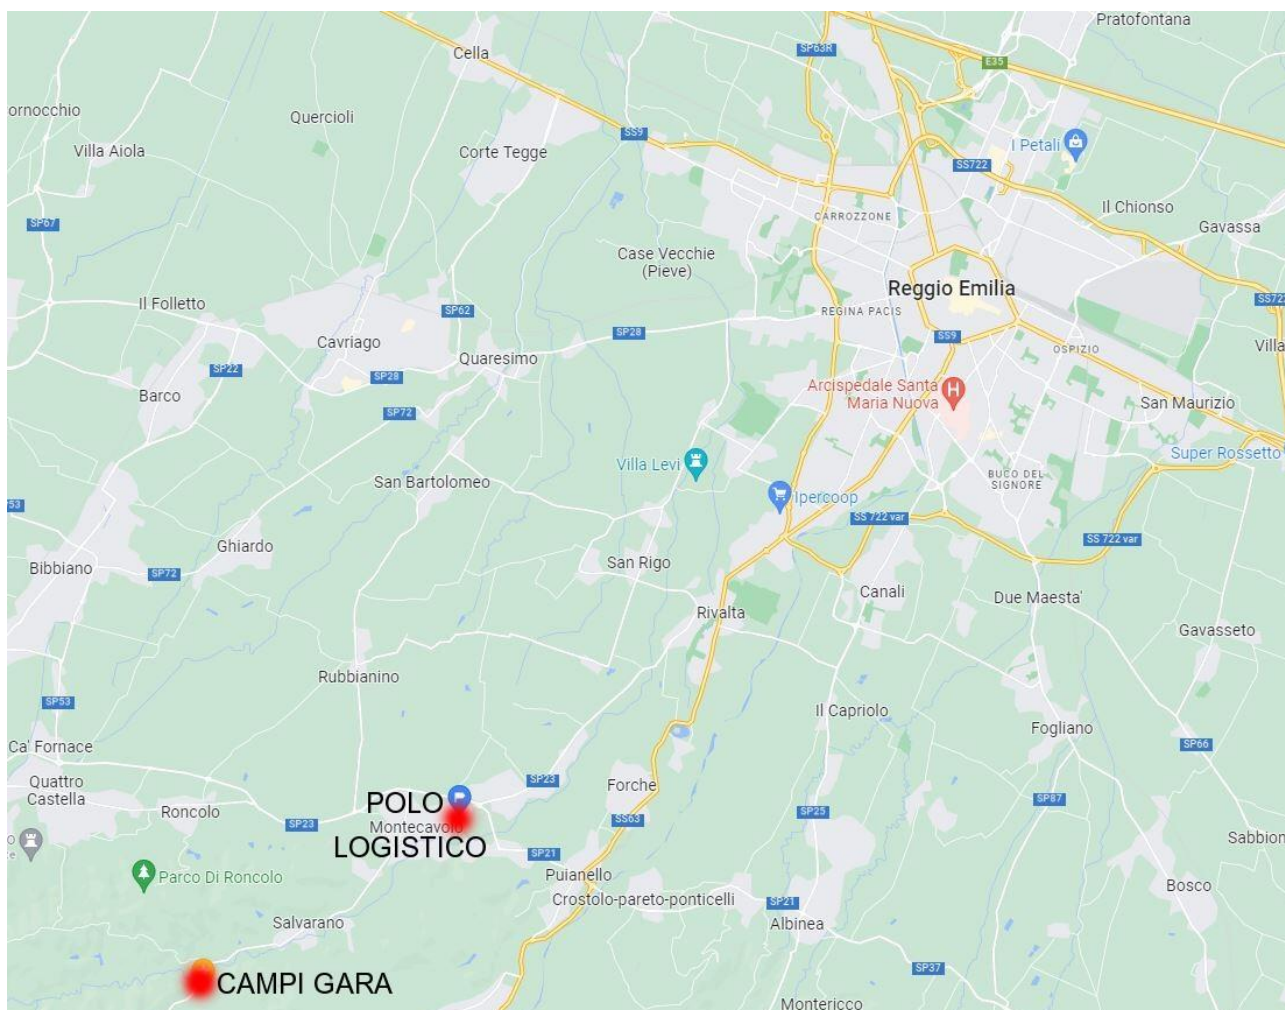 Pratofontana
SP63R
Cella
E35
ornocchio
Quercioli
SS9
Villa Aiola
Corte Tegge
I Petali
SS722
CARROZZONE
Il Chionso
SP67
Gavassa
Case Vecchie
(Pieve)
Reggio Emilia
Il Folletto
SP62
SS722
REGINA PACIS
SP28
Cavriago
SS9
Quaresimo
OSPIZIO
Villa
SP22
SP28
Arcispedale Santa
Maria Nuova
Barco
SP72
San Maurizio
Super Rossetto
Villa Levi
San Bartolomeo
BUCO DEL
SIGNORE
Ipercoop
53
SS 722 var
SS 722 var
Ghiardo
Bibbiano
SP72
San Rigo
Canali
Due Maesta'
Rivalta
Gavasseto
Rubbianino
SP53
Il Capriolo
Fogliano
Ca' Fornace
SP66
Quattro
Castella
SP23
Forche
POLO
SP87
Roncolo
SP25
SP23
Montecavolo
SS63
LOGISTICO
SP21
Sabbion
Parco Di Roncolo
Puianello
Bosco
Crostolo-pareto-ponticelli
SP21
Salvarano
Albinea
SP37
CAMPI GARA
Montericco